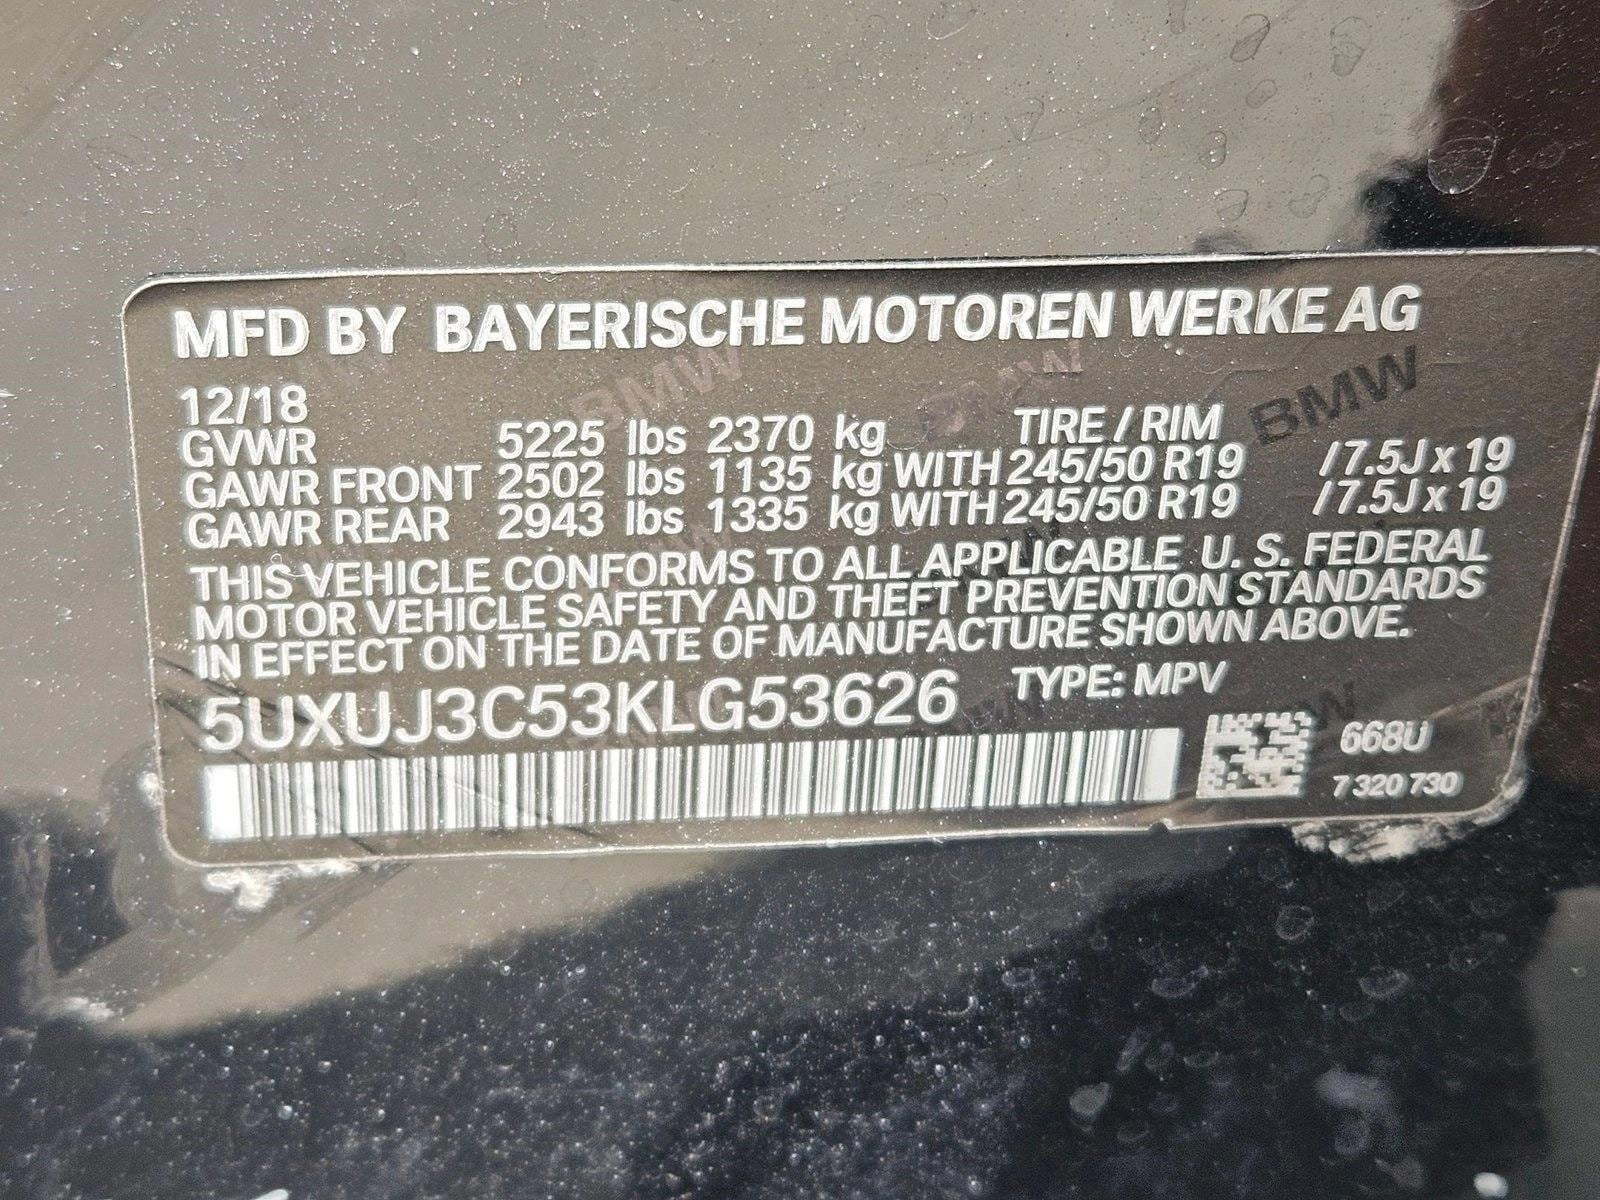 MFD BY BAYERISCHE MOTOREN WERKE AG
12/18
GVWR 5225 lbs 2370 kg TIRE / RIM
GAWR FRONT 2502 lbs 1135 kg WITH 245/50 R19 /7.5J x 19
GAWR REAR 2943 lbs 1335 kg WITH 245/50 R19 /7.5J x 19
THIS VEHICLE CONFORMS TO ALL APPLICABLE U. S. FEDERAL
MOTOR VEHICLE SAFETY AND THEFT PREVENTION STANDARDS
IN EFFECT ON THE DATE OF MANUFACTURE SHOWN ABOVE.
5UXUJ3C53KLG53626 TYPE: MPV
668U
7 320 730
BMW
BMW
BMW